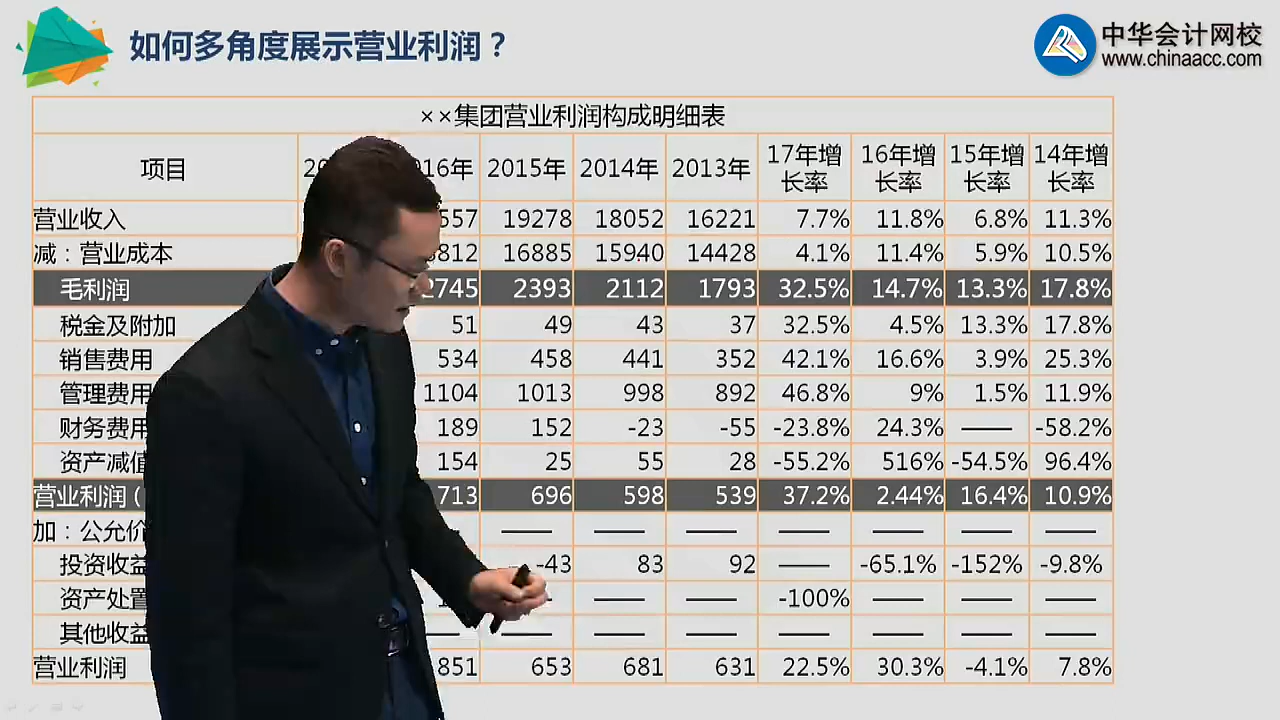 如何多角度展示营业利润？
中华会计网校
www.chinaacc.com
××集团营业利润构成明细表
项目 20 16年 2015年 2014年 2013年 17年增长率 16年增长率 15年增长率 14年增长率
营业收入 557 19278 18052 16221 7.7% 11.8% 6.8% 11.3%
减：营业成本 812 16885 15940 14428 4.1% 11.4% 5.9% 10.5%
毛利润 2745 2393 2112 1793 32.5% 14.7% 13.3% 17.8%
税金及附加 51 49 43 37 32.5% 4.5% 13.3% 17.8%
销售费用 534 458 441 352 42.1% 16.6% 3.9% 25.3%
管理费用 1104 1013 998 892 46.8% 9% 1.5% 11.9%
财务费用 189 152 -23 -55 -23.8% 24.3% —— -58.2%
资产减值 154 25 55 28 -55.2% 516% -54.5% 96.4%
营业利润（ 713 696 598 539 37.2% 2.44% 16.4% 10.9%
加：公允价 —— —— —— —— —— —— ——
投资收益 -43 83 92 —— -65.1% -152% -9.8%
资产处置 —— —— -100% —— —— ——
其他收益 —— —— —— —— —— —— —— ——
营业利润 851 653 681 631 22.5% 30.3% -4.1% 7.8%